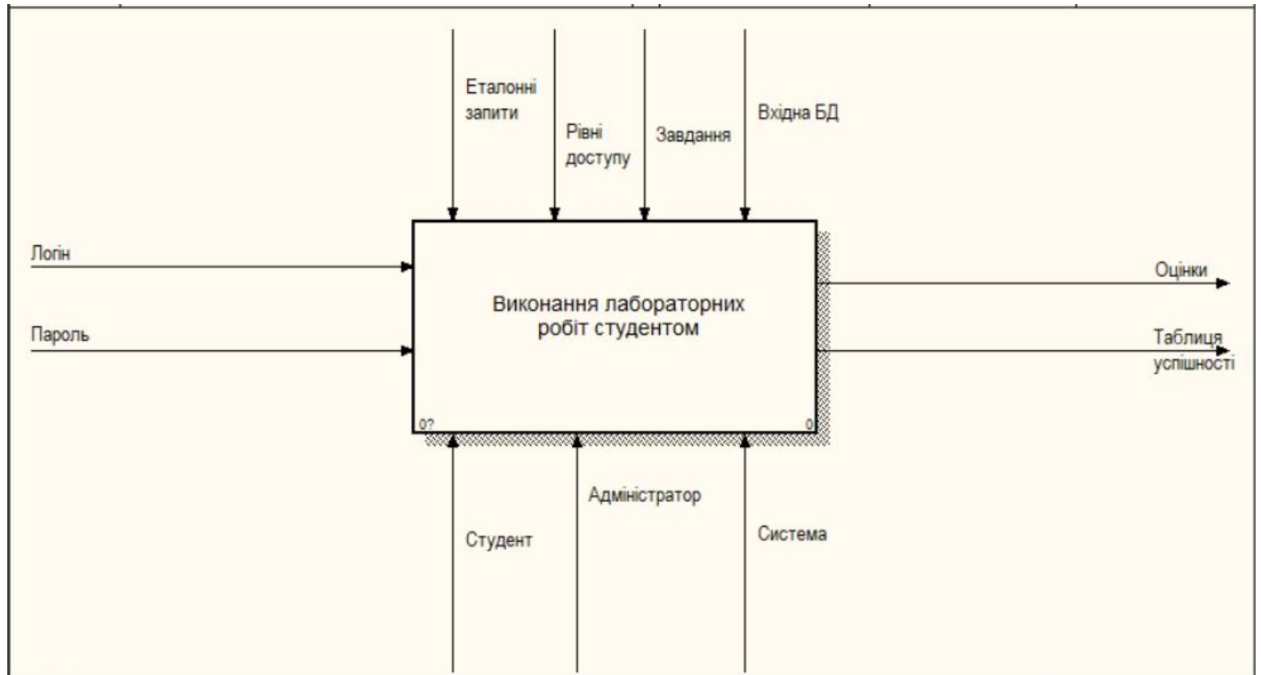 Еталонні
запити
Рівні
доступу
Завдання
Вхідна БД
Логін
Пароль
Виконання лабораторних
робіт студентом
0?
0
Оцінки
Таблиця
успішності
Студент
Адміністратор
Система